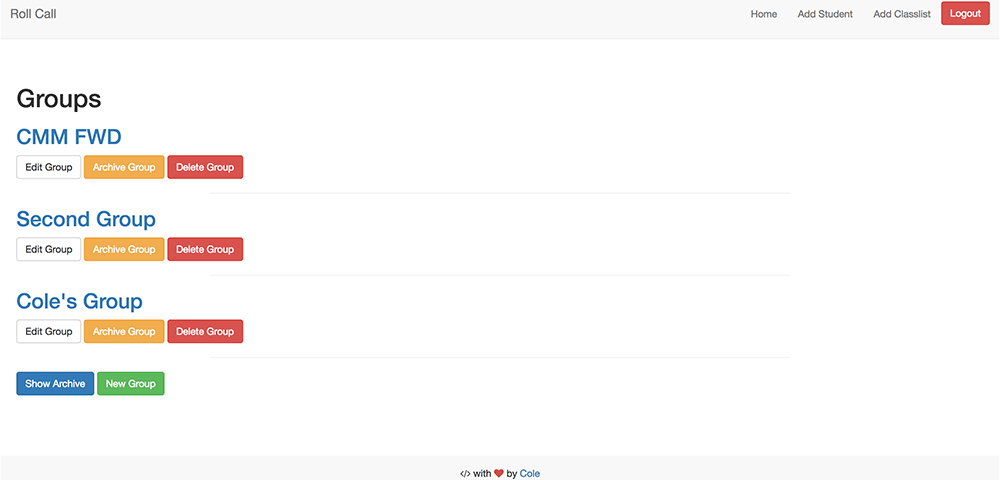 Roll Call Home Add Student Add Classlist Logout
Groups
CMM FWD
Edit Group Archive Group Delete Group
Second Group
Edit Group Archive Group Delete Group
Cole's Group
Edit Group Archive Group Delete Group
Show Archive New Group
</> with ❤ by Cole